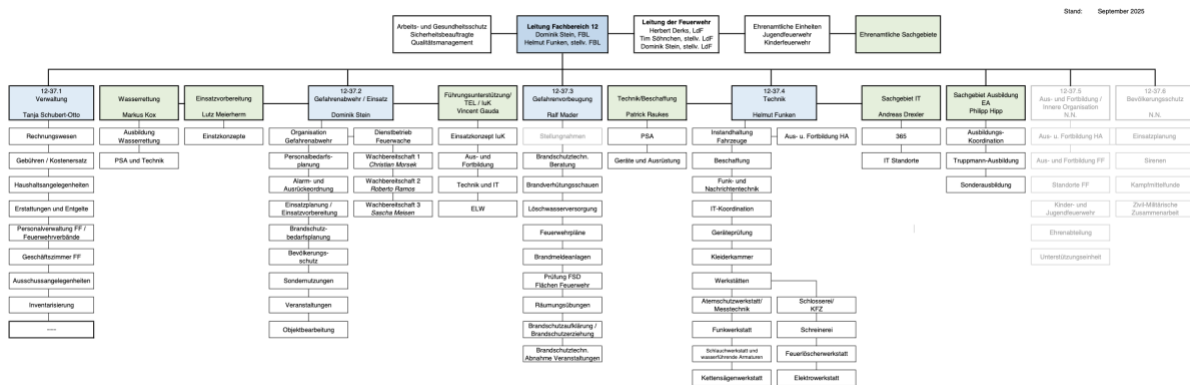 Stand: September 2025
Arbeits- und Gesundheitsschutz
Sicherheitsbeauftragte
Qualitätsmanagement
Leitung Fachbereich 12
Dominik Stein, FBL
Helmut Funken, stellv. FBL
Leitung der Feuerwehr
Herbert Derks, LdF
Tim Söhnchen, stellv. LdF
Dominik Stein, stellv. LdF
Ehrenamtliche Einheiten
Jugendfeuerwehr
Kinderfeuerwehr
Ehrenamtliche Sachgebiete
12-37.1
Verwaltung
Tanja Schubert-Otto
Rechnungswesen
Gebühren / Kostenersatz
Haushaltsangelegenheiten
Erstattungen und Entgelte
Personalverwaltung FF /
Feuerwehrverbände
Geschäftszimmer FF
Ausschussangelegenheiten
Inventarisierung
----
Wasserrettung
Markus Kox
Ausbildung
Wasserrettung
PSA und Technik
Einsatzvorbereitung
Lutz Meierherm
Einstzkonzepte
12-37.2
Gefahrenabwehr / Einsatz
Dominik Stein
Organisation
Gefahrenabwehr
Personalbedarfs-
planung
Alarm- und
Ausrückeordnung
Einsatzplanung /
Einsatzvorbereitung
Brandschutz-
bedarfsplanung
Bevölkerungs-
schutz
Sondernutzungen
Veranstaltungen
Objektbearbeitung
Dienstbetrieb
Feuerwache
Wachbereitschaft 1
Christian Morsek
Wachbereitschaft 2
Roberto Ramos
Wachbereitschaft 3
Sascha Meisen
Führungsunterstützung/
TEL / IuK
Vincent Gauda
Einsatzkonzept IuK
Aus- und
Fortbildung
Technik und IT
ELW
12-37.3
Gefahrenvorbeugung
Ralf Mader
Stellungnahmen
Brandschutztechn.
Beratung
Brandverhütungsschauen
Löschwasserversorgung
Feuerwehrpläne
Brandmeldeanlagen
Prüfung FSD
Flächen Feuerwehr
Räumungsübungen
Brandschutzaufklärung /
Brandschutzerziehung
Brandschutztechn.
Abnahme Veranstaltungen
Technik/Beschaffung
Patrick Raukes
PSA
Geräte und Ausrüstung
12-37.4
Technik
Helmut Funken
Instandhaltung
Fahrzeuge
Beschaffung
Funk- und
Nachrichtentechnik
IT-Koordination
Geräteprüfung
Kleiderkammer
Werkstätten
Atemschutzwerkstatt/
Messtechnik
Funkwerkstatt
Schlauchwerkstatt und
wasserführende Armaturen
Kettensägenwerkstatt
Aus- u. Fortbildung HA
Schlosserei/
KFZ
Schreinerei
Feuerlöscherwerkstatt
Elektrowerkstatt
Sachgebiet IT
Andreas Drexler
365
IT Standorte
Sachgebiet Ausbildung
EA
Philipp Hipp
Ausbildungs-
Koordination
Truppmann-Ausbildung
Sonderausbildung
12-37.5
Aus- und Fortbildung /
Innere Organisation
N.N.
Aus- u. Fortbildung HA
Aus- und Fortbildung FF
Standorte FF
Kinder- und
Jugendfeuerwehr
Ehrenabteilung
Unterstützungseinheit
12-37.6
Bevölkerungsschutz
N.N.
Einsatzplanung
Sirenen
Kampfmittelfunde
Zivil-Militärische
Zusammenarbeit